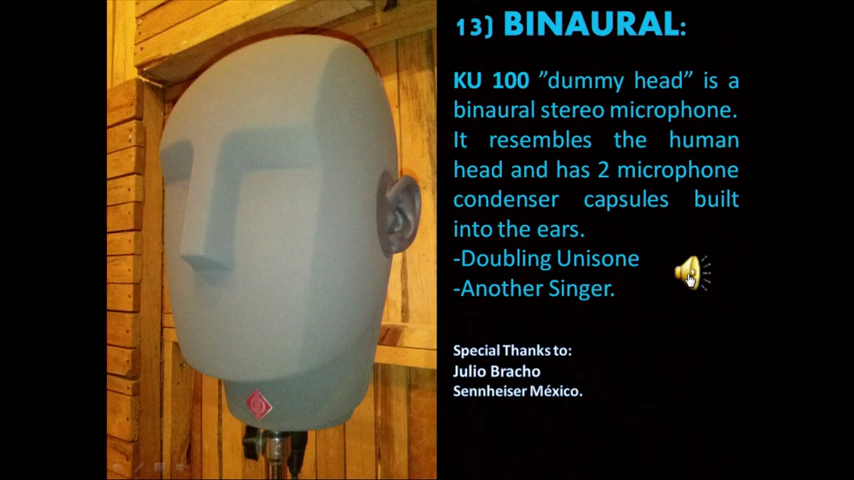 13) BINAURAL:
KU 100 ”dummy head” is a
binaural stereo microphone.
It resembles the human
head and has 2 microphone
condenser capsules built
into the ears.
-Doubling Unisone
-Another Singer.
Special Thanks to:
Julio Bracho
Sennheiser México.